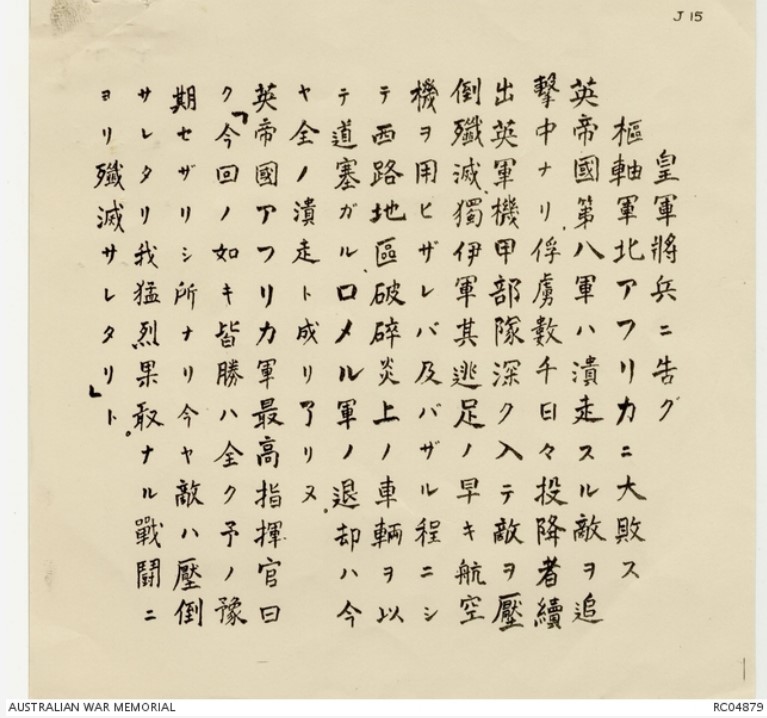 J 15
皇軍將兵ニ告グ
樞軸軍北アフリカニ大敗ス
英帝國第八軍ハ潰走スル敵ヲ追
擊中ナリ、俘虜數千日々投降者續
出英軍機甲部隊深ク入テ敵ヲ壓
倒殲滅、獨伊軍其逃足ノ早キ航空
機ヲ用ヒザレバ及バザル程ニシ
テ西路地區破碎炎上ノ車輛ヲ以
テ道塞ガル、ロメル軍ノ退却ハ今
ヤ全ノ潰走ト成リ了リヌ。
英帝國アフリカ軍最高指揮官曰
ク「今回ノ如キ皆勝ハ全ク予ノ豫
期セザリシ所ナリ今ヤ敵ハ壓倒
サレタリ我猛烈果敢ナル戰鬪ニ
ヨリ殲滅サレタリ」ト。
AUSTRALIAN WAR MEMORIAL
RC04879